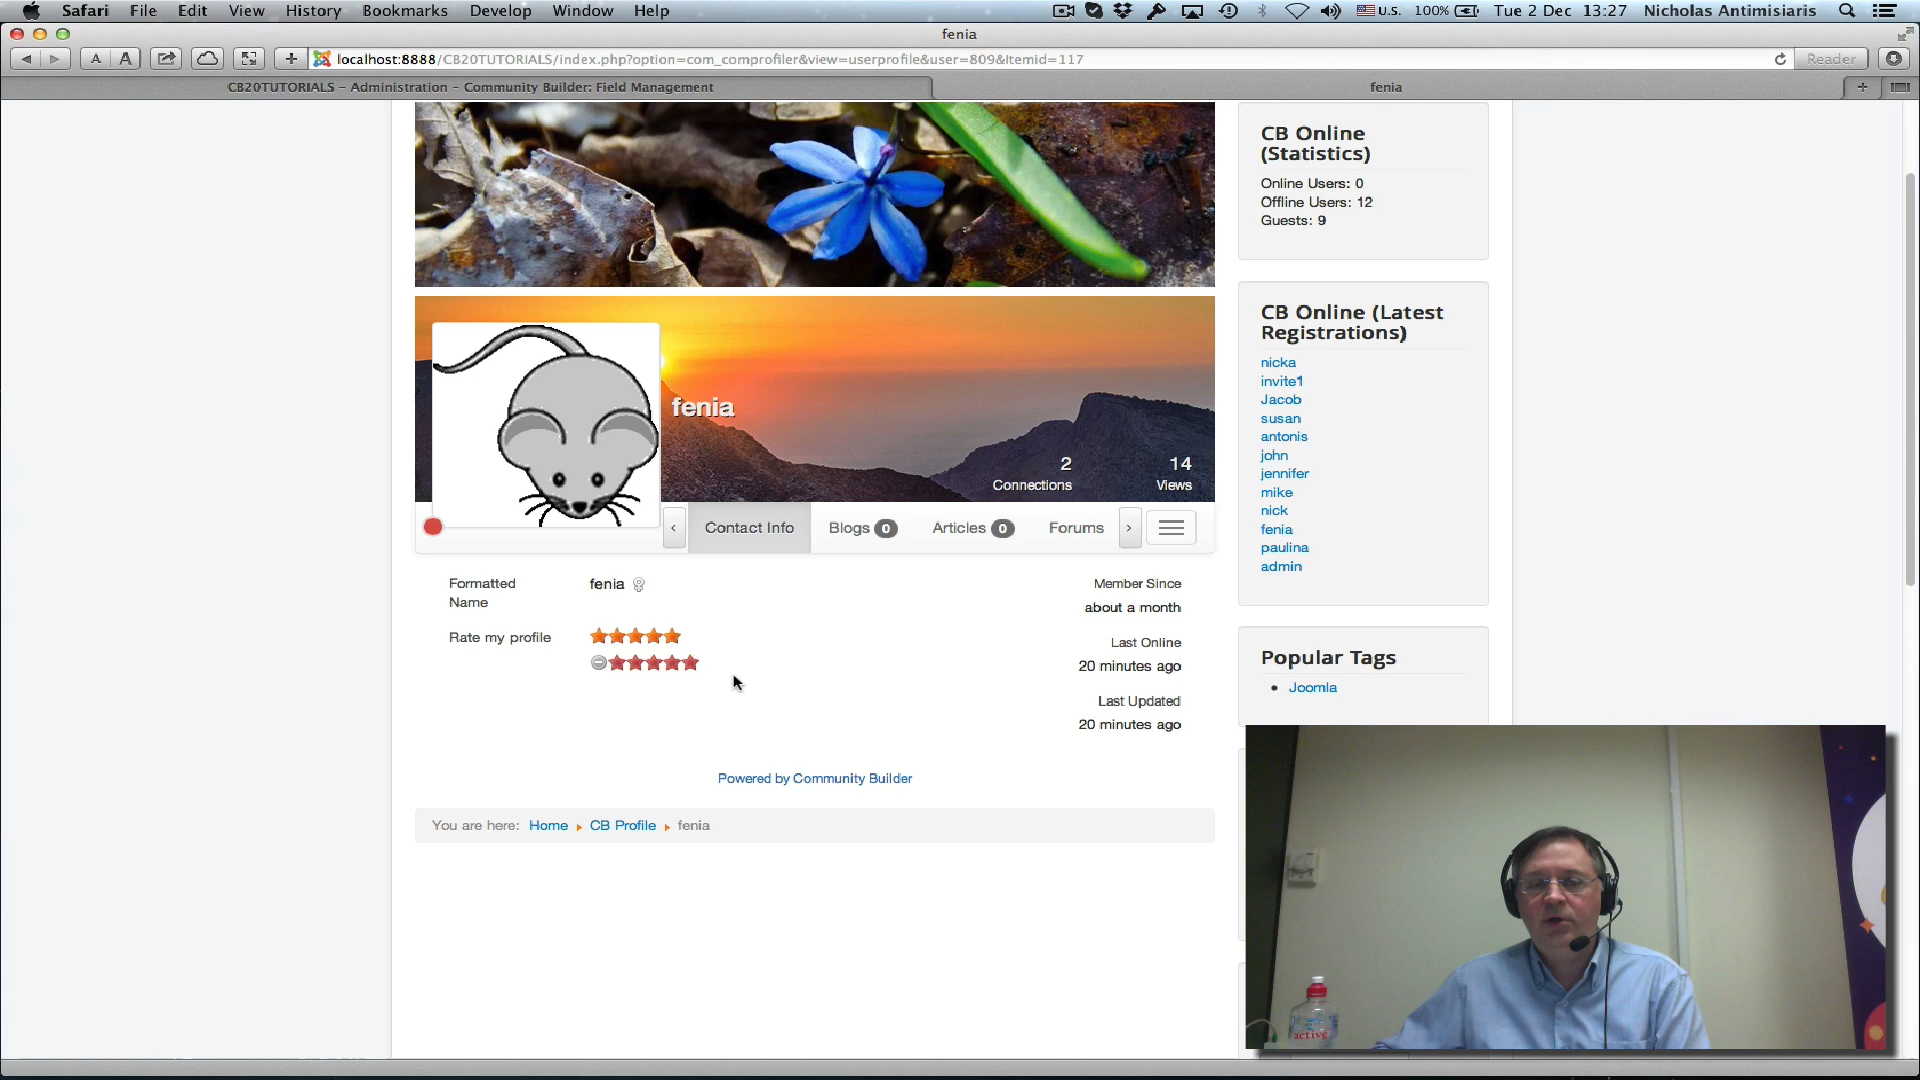 Safari File Edit View History Bookmarks Develop Window Help U.S. 100% Tue 2 Dec 13:27 Nicholas Antimisiaris
fenia
A A + localhost:8888/CB20TUTORIALS/index.php?option=com_comprofiler&view=userprofile&user=809&Itemid=117 Reader
CB20TUTORIALS - Administration - Community Builder: Field Management fenia +
CB Online
(Statistics)
Online Users: 0
Offline Users: 12
Guests: 9
fenia
2
Connections
14
Views
‹ Contact Info Blogs 0 Articles 0 Forums ›
Formatted
Name
fenia
Rate my profile
Member Since
about a month
Last Online
20 minutes ago
Last Updated
20 minutes ago
Powered by Community Builder
You are here: Home CB Profile fenia
CB Online (Latest
Registrations)
nicka
invite1
Jacob
susan
antonis
john
jennifer
mike
nick
fenia
paulina
admin
Popular Tags
Joomla
active